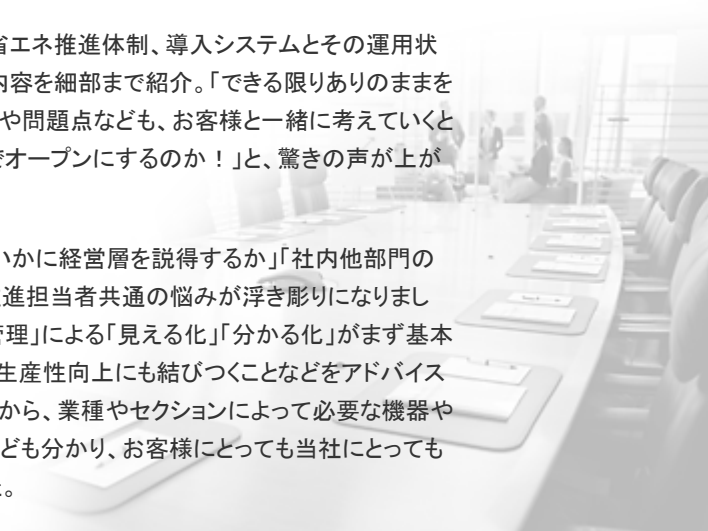 省エネ推進体制、導入システムとその運用状
内容を細部まで紹介。「できる限りありのままを
や問題点なども、お客様と一緒に考えていくと
でオープンにするのか！」と、驚きの声が上が
いかに経営層を説得するか」「社内他部門の
進担当者共通の悩みが浮き彫りになりまし
管理」による「見える化」「分かる化」がまず基本
生産性向上にも結びつくことなどをアドバイス
から、業種やセクションによって必要な機器や
ども分かり、お客様にとっても当社にとっても
。